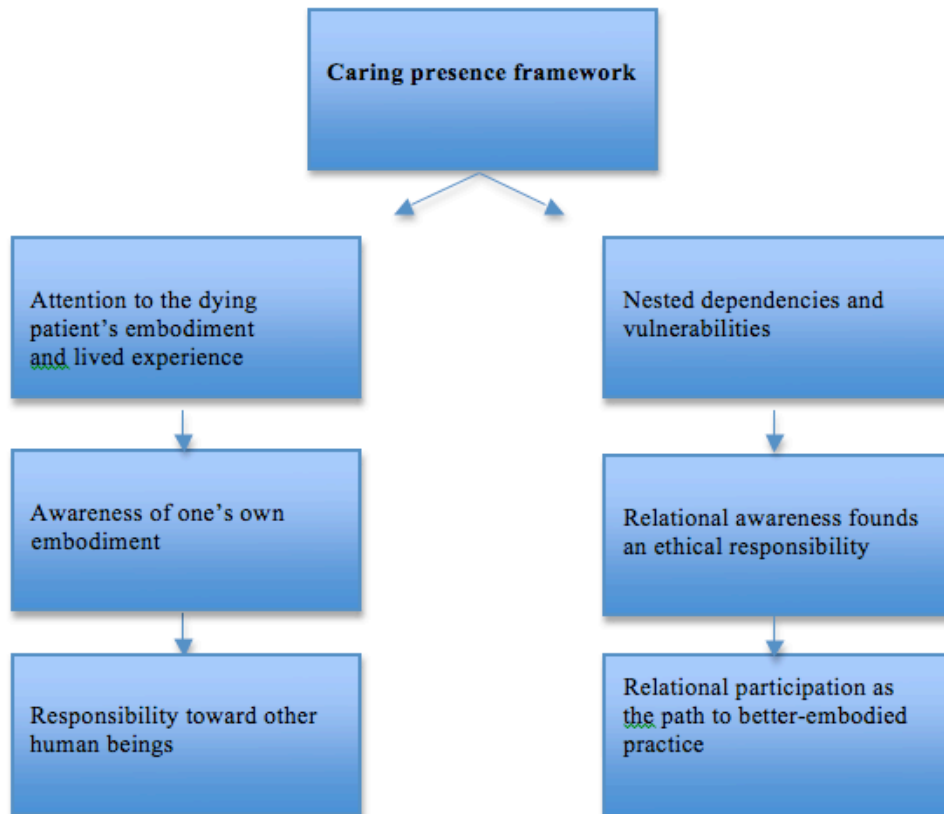 Caring presence framework
Attention to the dying
patient’s embodiment
and lived experience
Awareness of one’s own
embodiment
Responsibility toward other
human beings
Nested dependencies and
vulnerabilities
Relational awareness founds
an ethical responsibility
Relational participation as
the path to better-embodied
practice